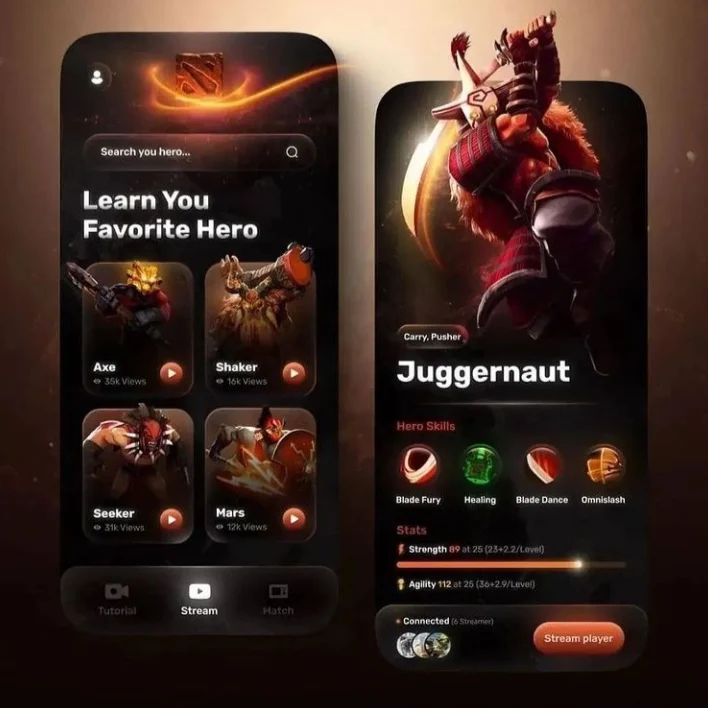 Search you hero...
Learn You
Favorite Hero
Axe
35k Views
Shaker
16k Views
Seeker
31k Views
Mars
12k Views
Tutorial
Stream
Match
Carry, Pusher
Juggernaut
Hero Skills
Blade Fury
Healing
Blade Dance
Omnislash
Stats
Strength 89 at 25 (23+2.2/Level)
Agility 112 at 25 (36+2.9/Level)
Connected (6 Streamer)
Stream player